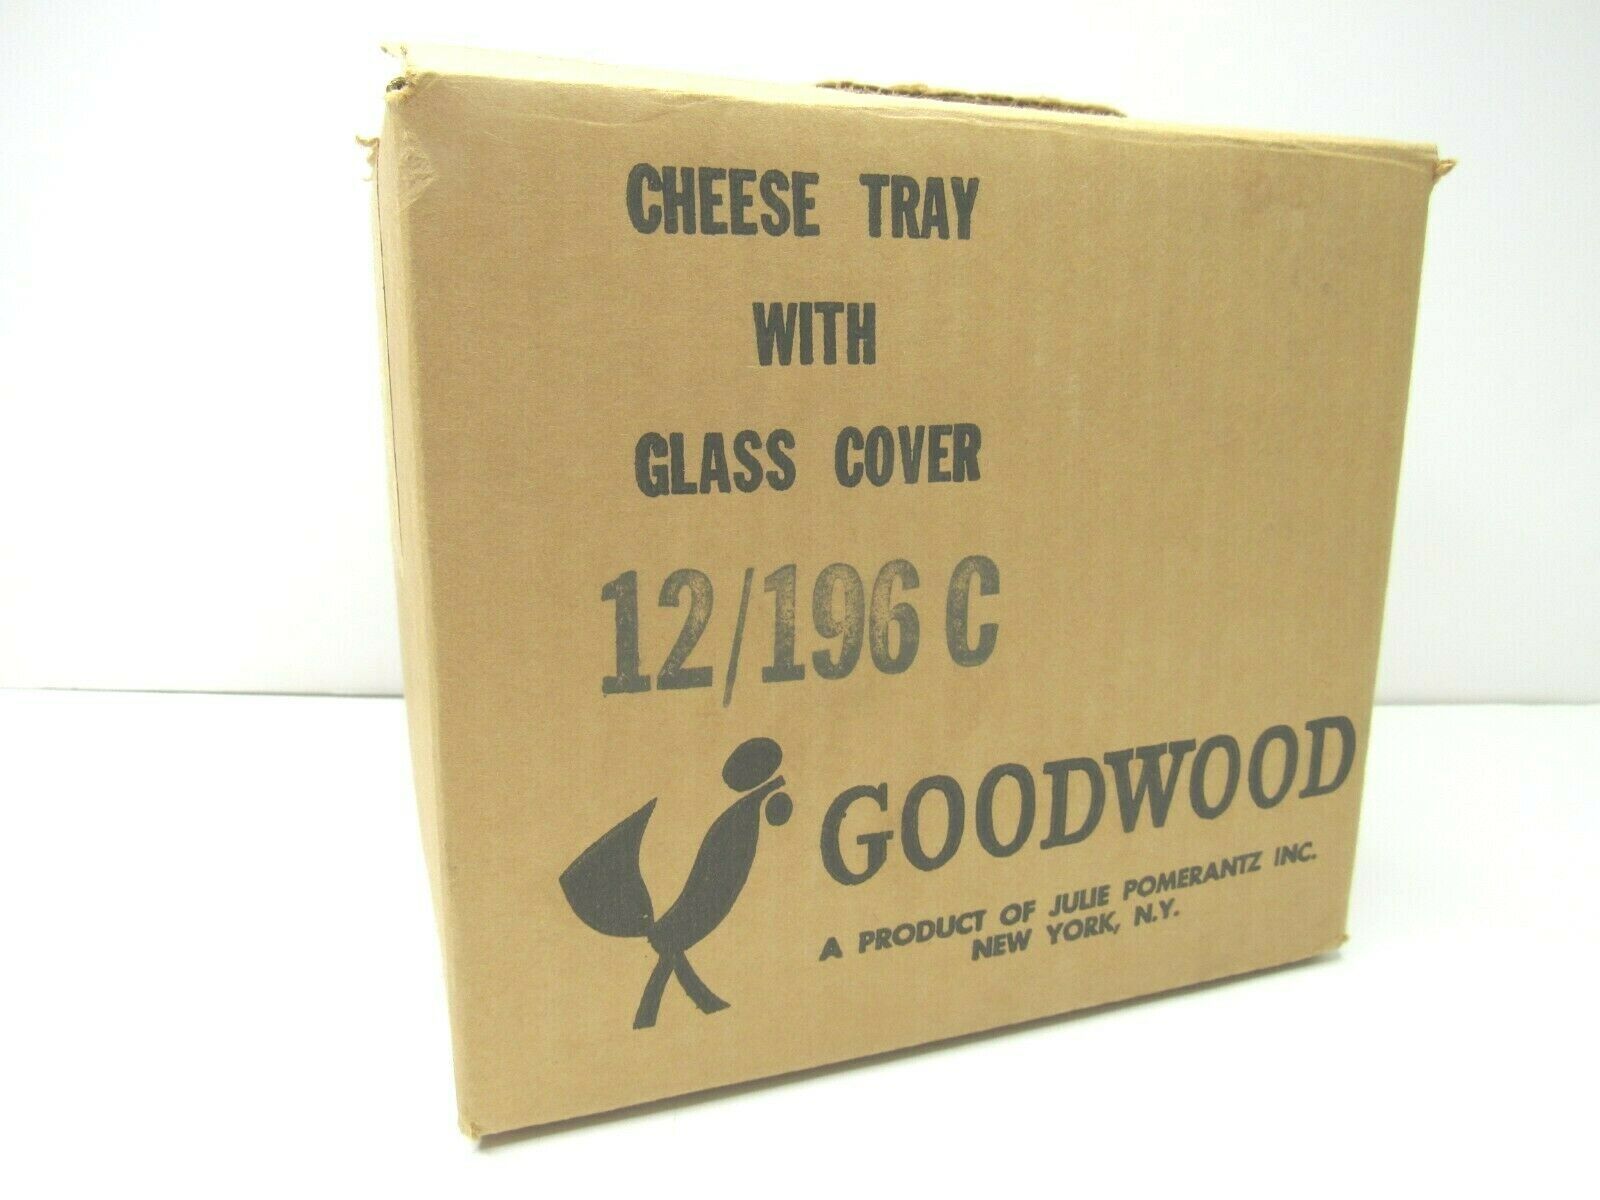 CHEESE TRAY
WITH
GLASS COVER
12/196 C
GOODWOOD
A PRODUCT OF JULIE POMERANTZ INC.
NEW YORK, N.Y.